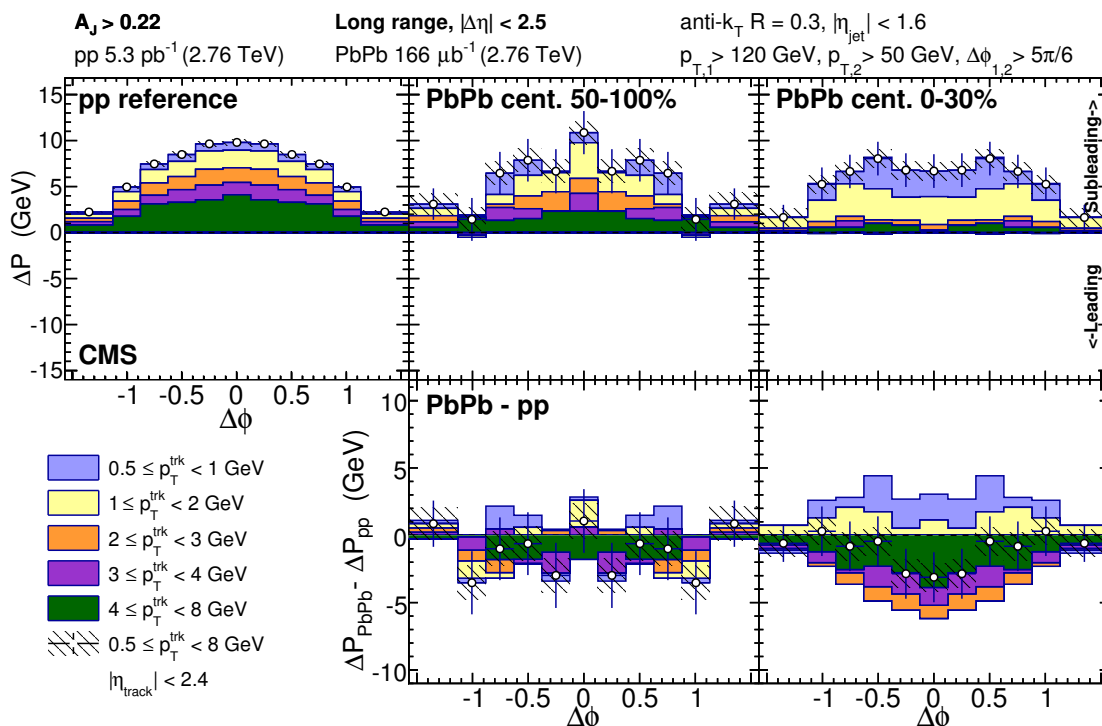 A_J > 0.22 Long range, |Δη| < 2.5 anti-k_T R = 0.3, |η_jet| < 1.6
pp 5.3 pb⁻¹ (2.76 TeV) PbPb 166 μb⁻¹ (2.76 TeV) p_T,1 > 120 GeV, p_T,2 > 50 GeV, Δϕ_1,2 > 5π/6
pp reference PbPb cent. 50-100% PbPb cent. 0-30%
15
10
5
0
-5
-10
-15
ΔP (GeV)
Subleading->
<-Leading
CMS
-1 -0.5 0 0.5 1
Δϕ
PbPb - pp
10
5
0
-5
-10
ΔP_PbPb - ΔP_pp (GeV)
0.5 ≤ p_T^trk < 1 GeV
1 ≤ p_T^trk < 2 GeV
2 ≤ p_T^trk < 3 GeV
3 ≤ p_T^trk < 4 GeV
4 ≤ p_T^trk < 8 GeV
0.5 ≤ p_T^trk < 8 GeV
|η_track| < 2.4
-1 -0.5 0 0.5 1 -1 -0.5 0 0.5 1
Δϕ Δϕ